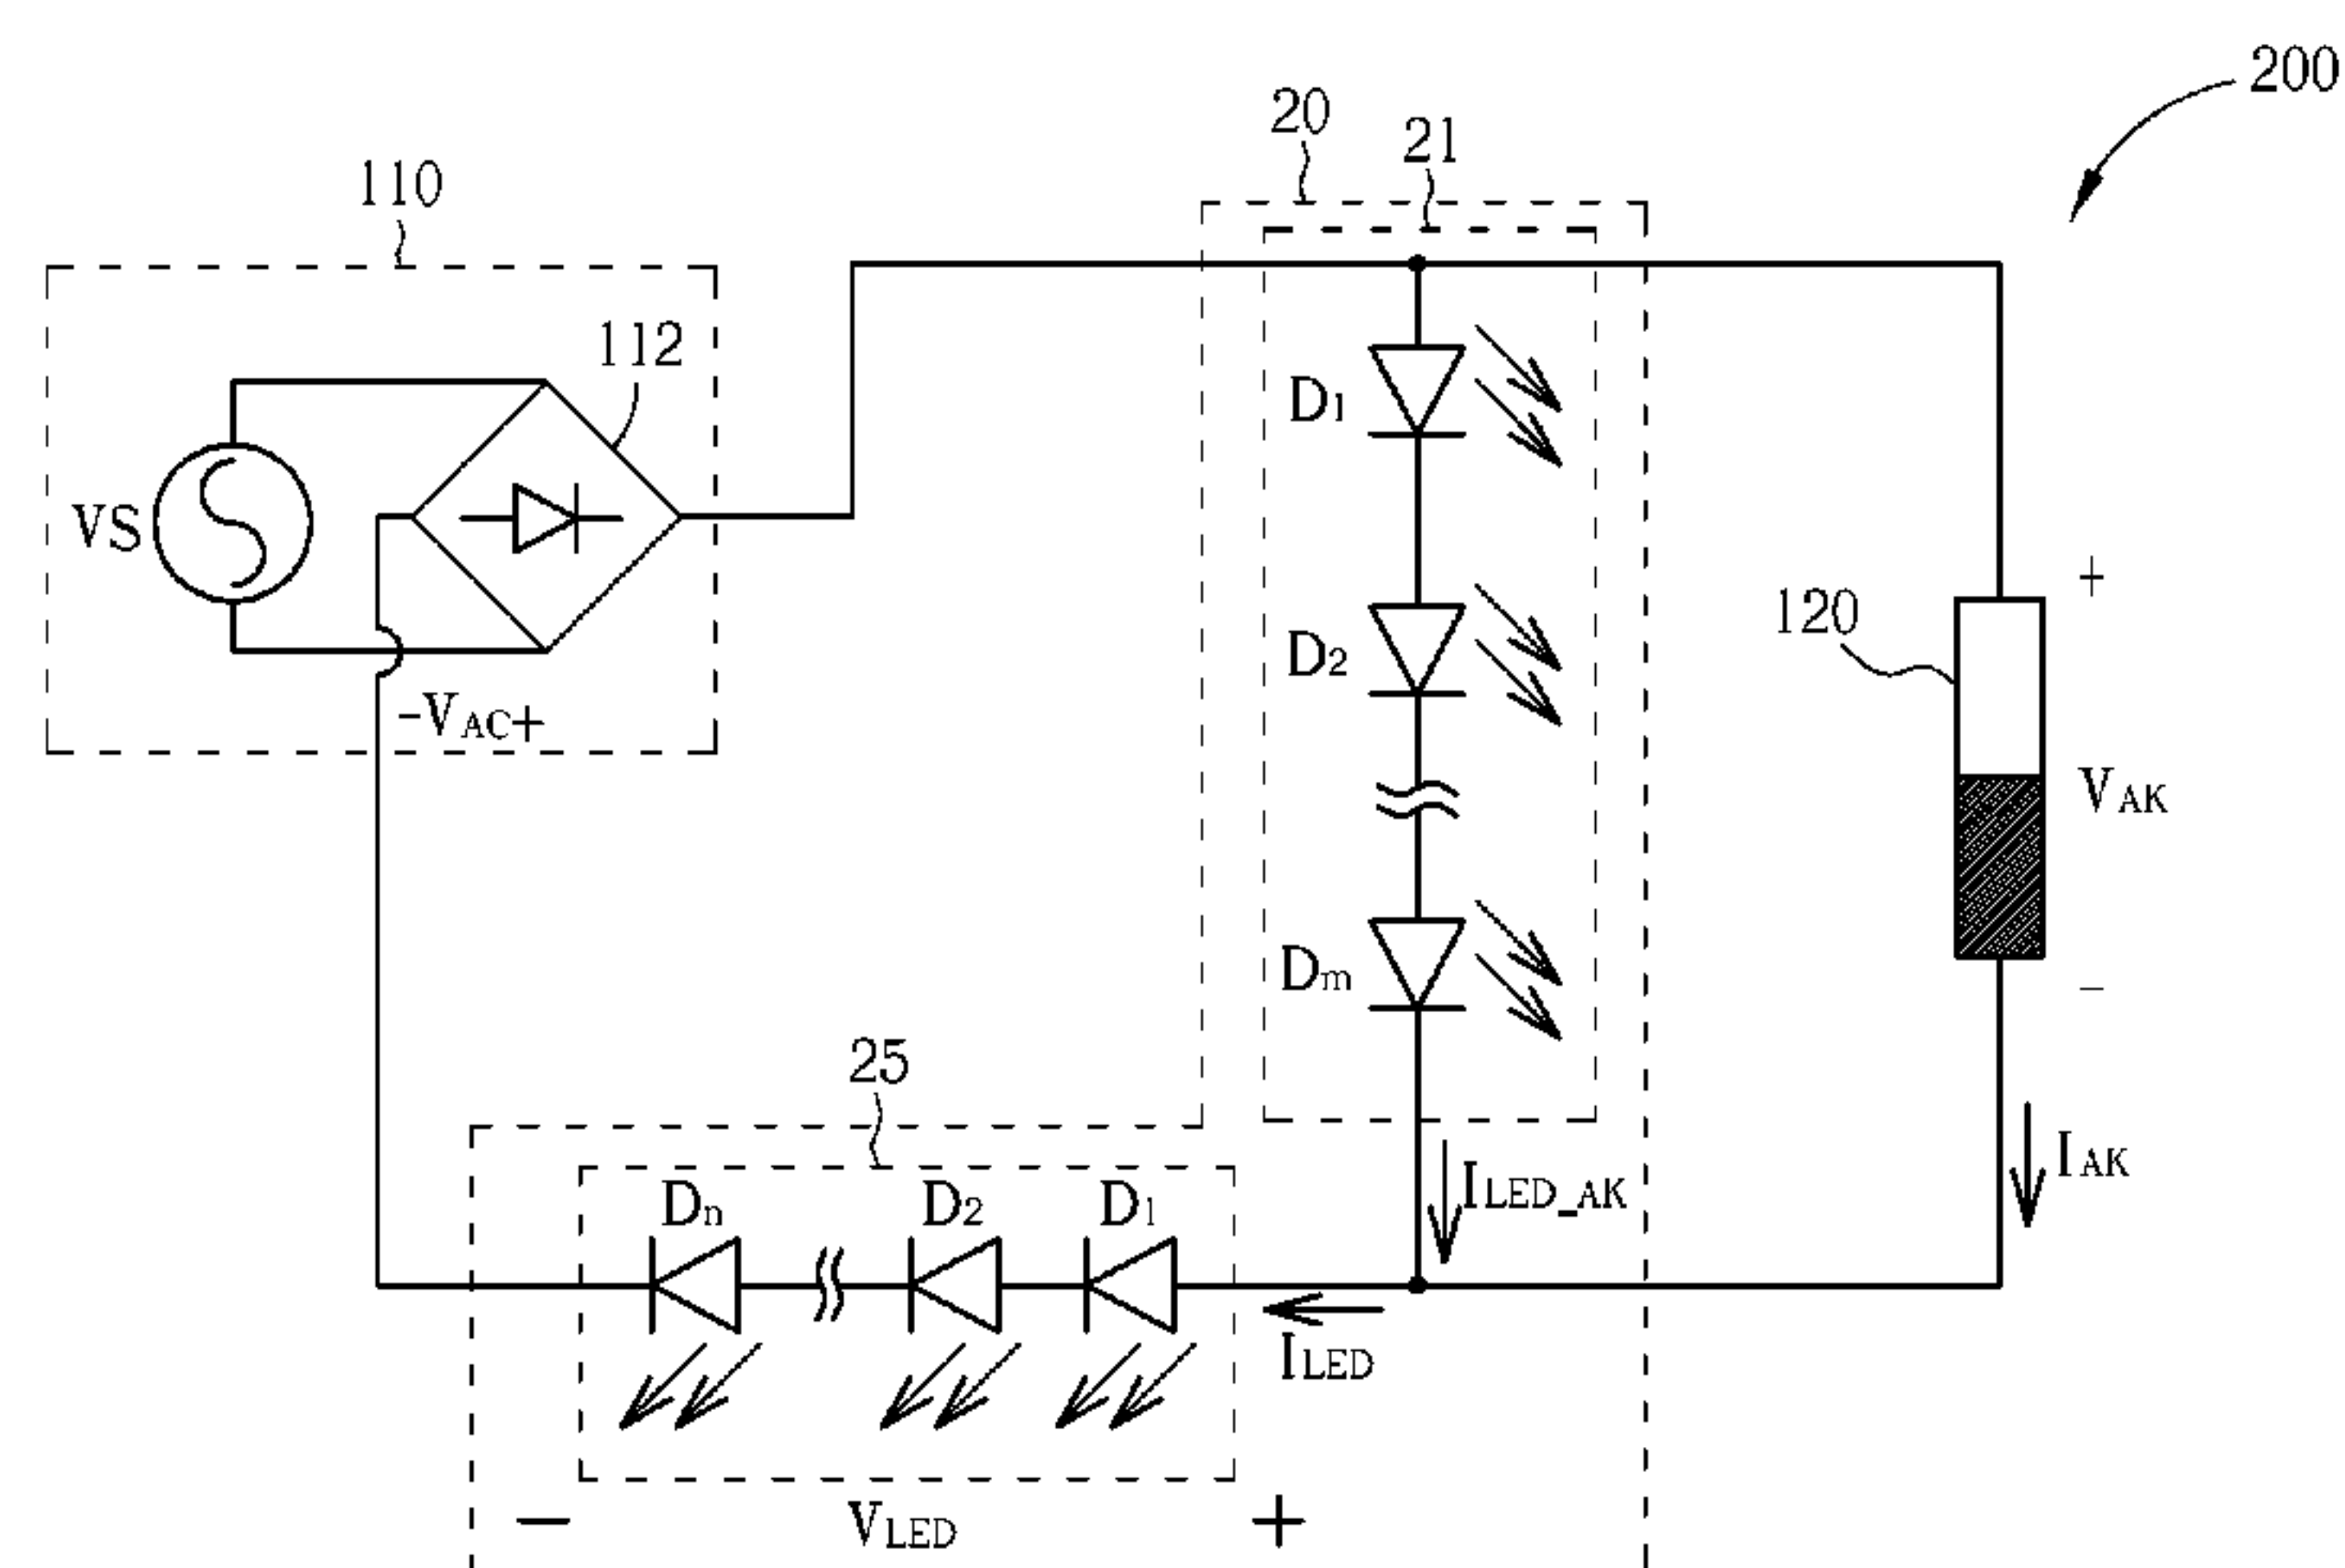 200
20
21
110
112
D1
VS
+
120
D2
-VAC+
VAK
Dm
-
25
IAK
ILED_AK
Dn D2 D1
ILED
- VLED +